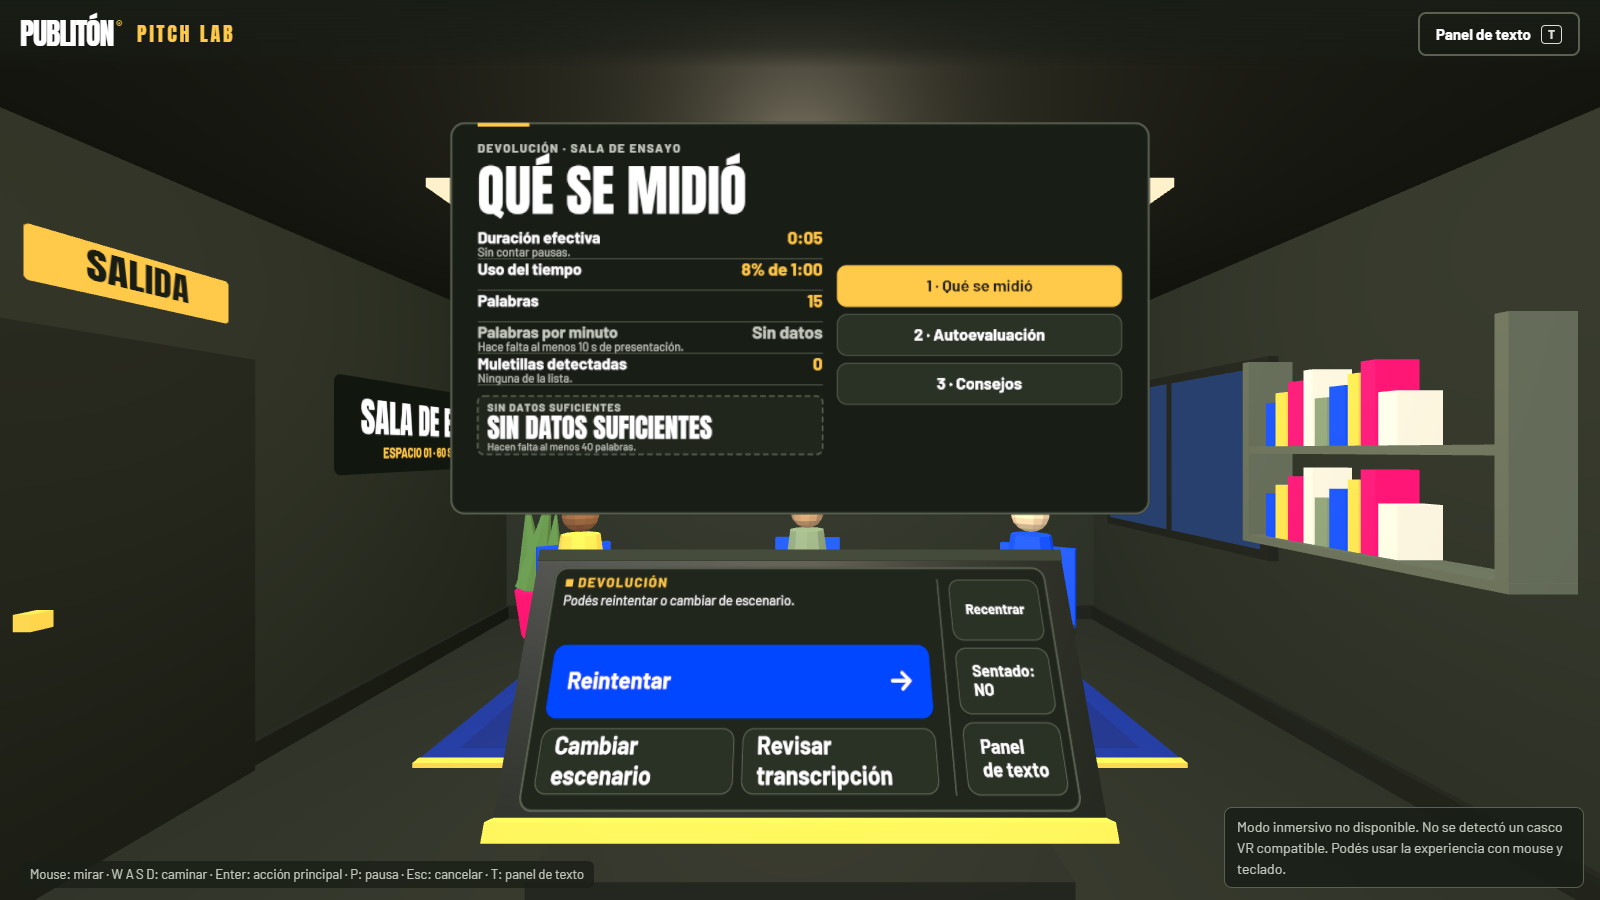 PUBLITÓN
PITCH LAB
Panel de texto T
SALIDA
SALA DE E
ESPACIO 01 · 60 S
DEVOLUCIÓN · SALA DE ENSAYO
QUÉ SE MIDIÓ
Duración efectiva 0:05
Sin contar pausas.
Uso del tiempo 8% de 1:00
Palabras 15
Palabras por minuto Sin datos
Hace falta al menos 10 s de presentación.
Muletillas detectadas 0
Ninguna de la lista.
SIN DATOS SUFICIENTES
SIN DATOS SUFICIENTES
Hacen falta al menos 40 palabras.
1 · Qué se midió
2 · Autoevaluación
3 · Consejos
DEVOLUCIÓN
Podés reintentar o cambiar de escenario.
Reintentar →
Cambiar
escenario
Revisar
transcripción
Recentrar
Sentado:
NO
Panel
de texto
Mouse: mirar · W A S D: caminar · Enter: acción principal · P: pausa · Esc: cancelar · T: panel de texto
Modo inmersivo no disponible. No se detectó un casco
VR compatible. Podés usar la experiencia con mouse y
teclado.